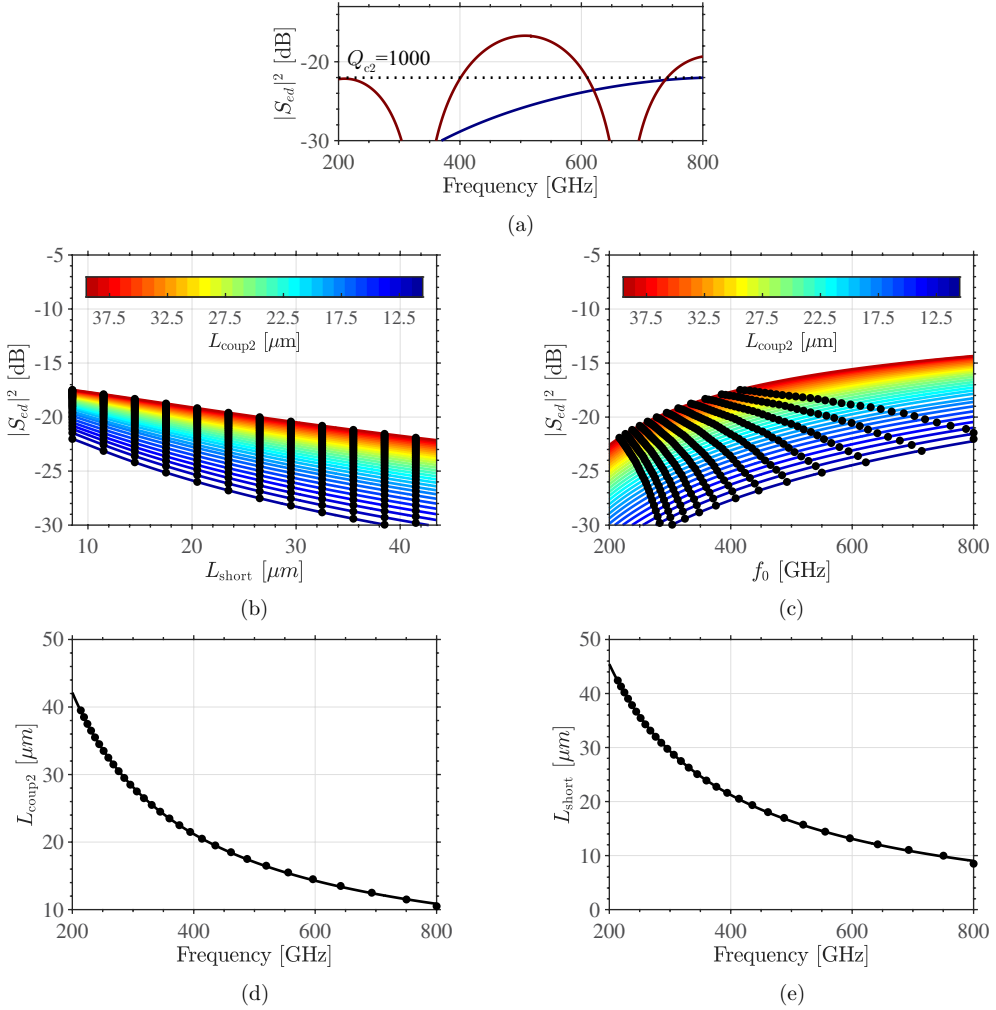 |S_ed|² [dB]
-20
-30
Q_c2=1000
200 400 600 800
Frequency [GHz]
(a)
|S_ed|² [dB]
-5
-10
-15
-20
-25
-30
37.5 32.5 27.5 22.5 17.5 12.5
L_coup2 [μm]
10 20 30 40
L_short [μm]
(b)
|S_ed|² [dB]
-5
-10
-15
-20
-25
-30
37.5 32.5 27.5 22.5 17.5 12.5
L_coup2 [μm]
200 400 600 800
f_0 [GHz]
(c)
L_coup2 [μm]
50
40
30
20
10
200 400 600 800
Frequency [GHz]
(d)
L_short [μm]
50
40
30
20
10
0
200 400 600 800
Frequency [GHz]
(e)